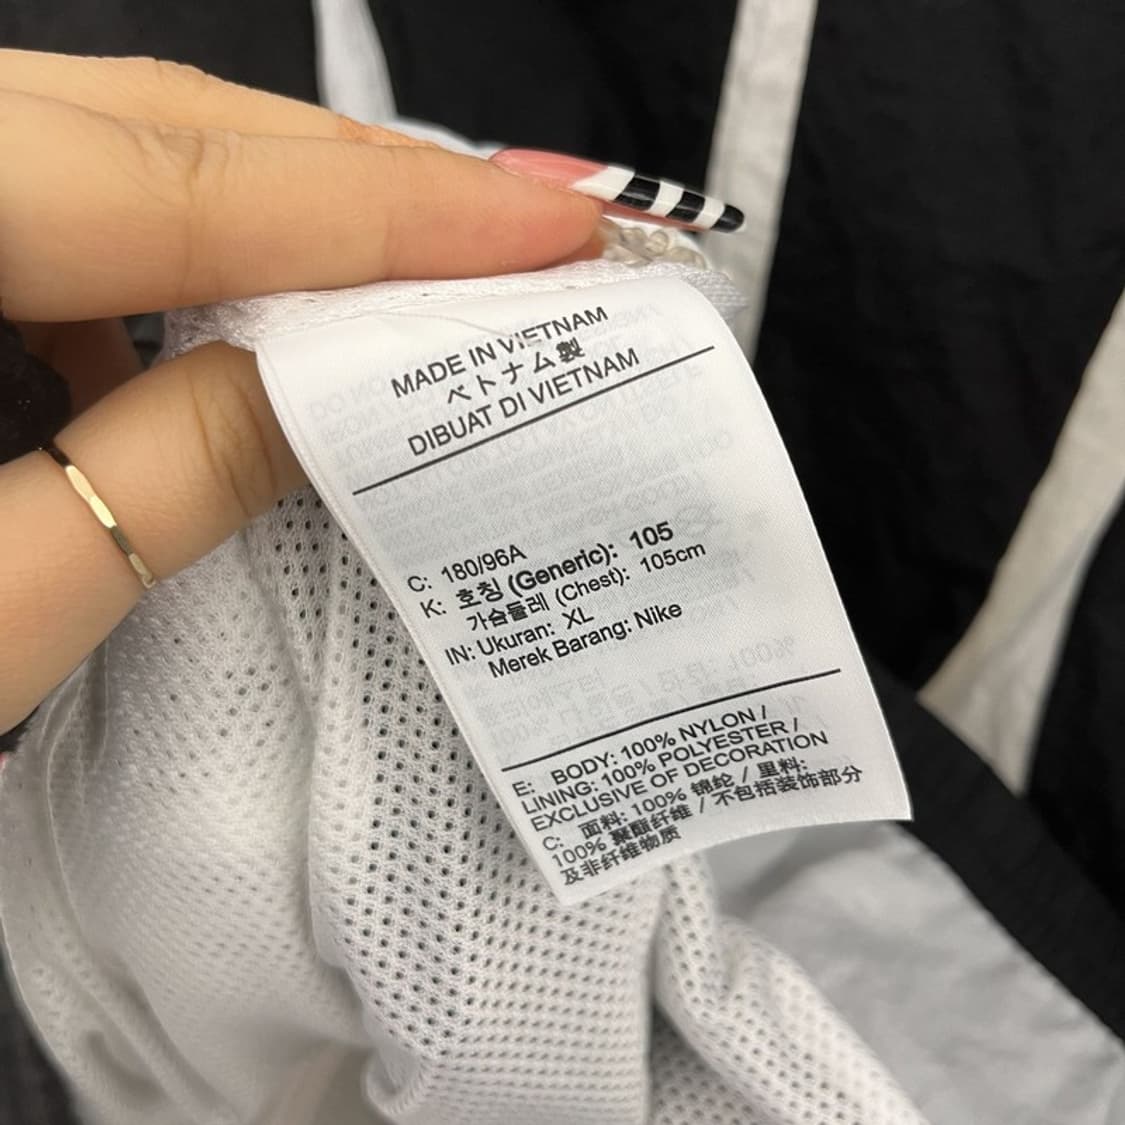 MADE IN VIETNAM
ベトナム製
DIBUAT DI VIETNAM
C: 180/96A
K: 호칭 (Generic): 105
가슴둘레 (Chest): 105cm
IN: Ukuran: XL
Merek Barang: Nike
E: BODY: 100% NYLON /
LINING: 100% POLYESTER /
EXCLUSIVE OF DECORATION
C: 面料: 100% 锦纶 / 里料:
100% 聚酯纤维 / 不包括装饰部分
及非纤维物质